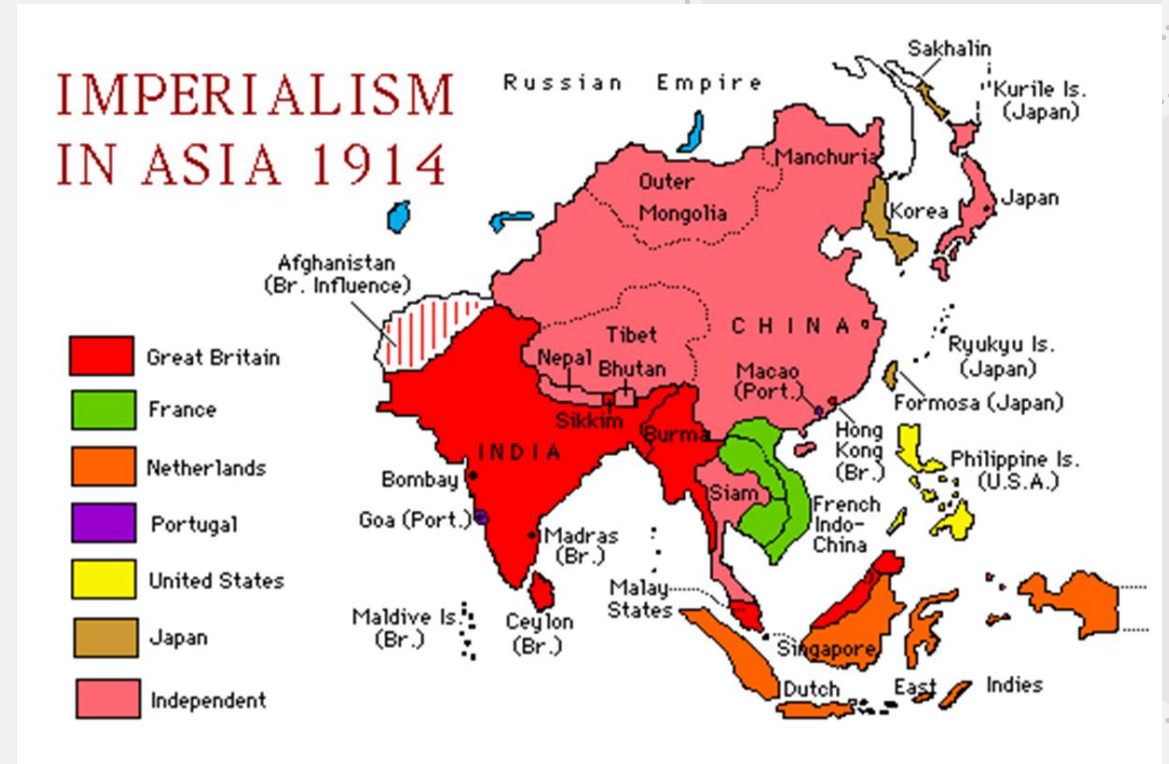 IMPERIALISM
IN ASIA 1914
Russian Empire
Sakhalin
Kurile Is.
(Japan)
Manchuria
Outer
Mongolia
Korea
Japan
Afghanistan
(Br. Influence)
Tibet
CHINA
Nepal
Bhutan
Macao
(Port.)
Ryukyu Is.
(Japan)
Formosa (Japan)
Sikkim
Burma
Hong
Kong
(Br.)
INDIA
Philippine Is.
(U.S.A.)
Bombay
Siam
Goa (Port.)
French
Indo-
China
Madras
(Br.)
Malay
States
Maldive Is.
(Br.)
Ceylon
(Br.)
Singapore
Dutch East Indies
Great Britain
France
Netherlands
Portugal
United States
Japan
Independent